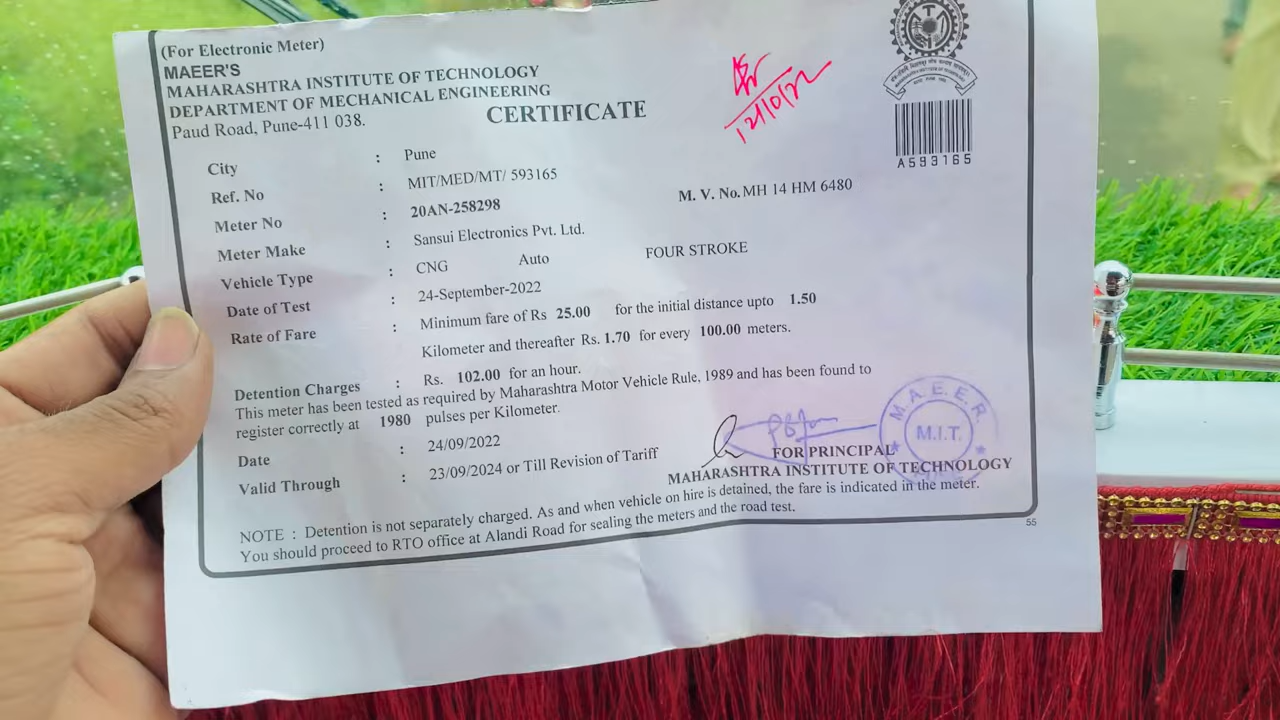 (For Electronic Meter)
MAEER'S
MAHARASHTRA INSTITUTE OF TECHNOLOGY
DEPARTMENT OF MECHANICAL ENGINEERING
Paud Road, Pune-411 038.
CERTIFICATE
12/10/22
A593165
City : Pune
Ref. No : MIT/MED/MT/ 593165
Meter No : 20AN-258298 M. V. No. MH 14 HM 6480
Meter Make : Sansui Electronics Pvt. Ltd.
Vehicle Type : CNG Auto FOUR STROKE
Date of Test : 24-September-2022
Rate of Fare : Minimum fare of Rs 25.00 for the initial distance upto 1.50
Kilometer and thereafter Rs. 1.70 for every 100.00 meters.
Detention Charges : Rs. 102.00 for an hour.
This meter has been tested as required by Maharashtra Motor Vehicle Rule, 1989 and has been found to
register correctly at 1980 pulses per Kilometer.
Date : 24/09/2022
Valid Through : 23/09/2024 or Till Revision of Tariff
M.A.E.E.R.
M.I.T.
FOR PRINCIPAL
MAHARASHTRA INSTITUTE OF TECHNOLOGY
NOTE : Detention is not separately charged. As and when vehicle on hire is detained, the fare is indicated in the meter.
You should proceed to RTO office at Alandi Road for sealing the meters and the road test.
55